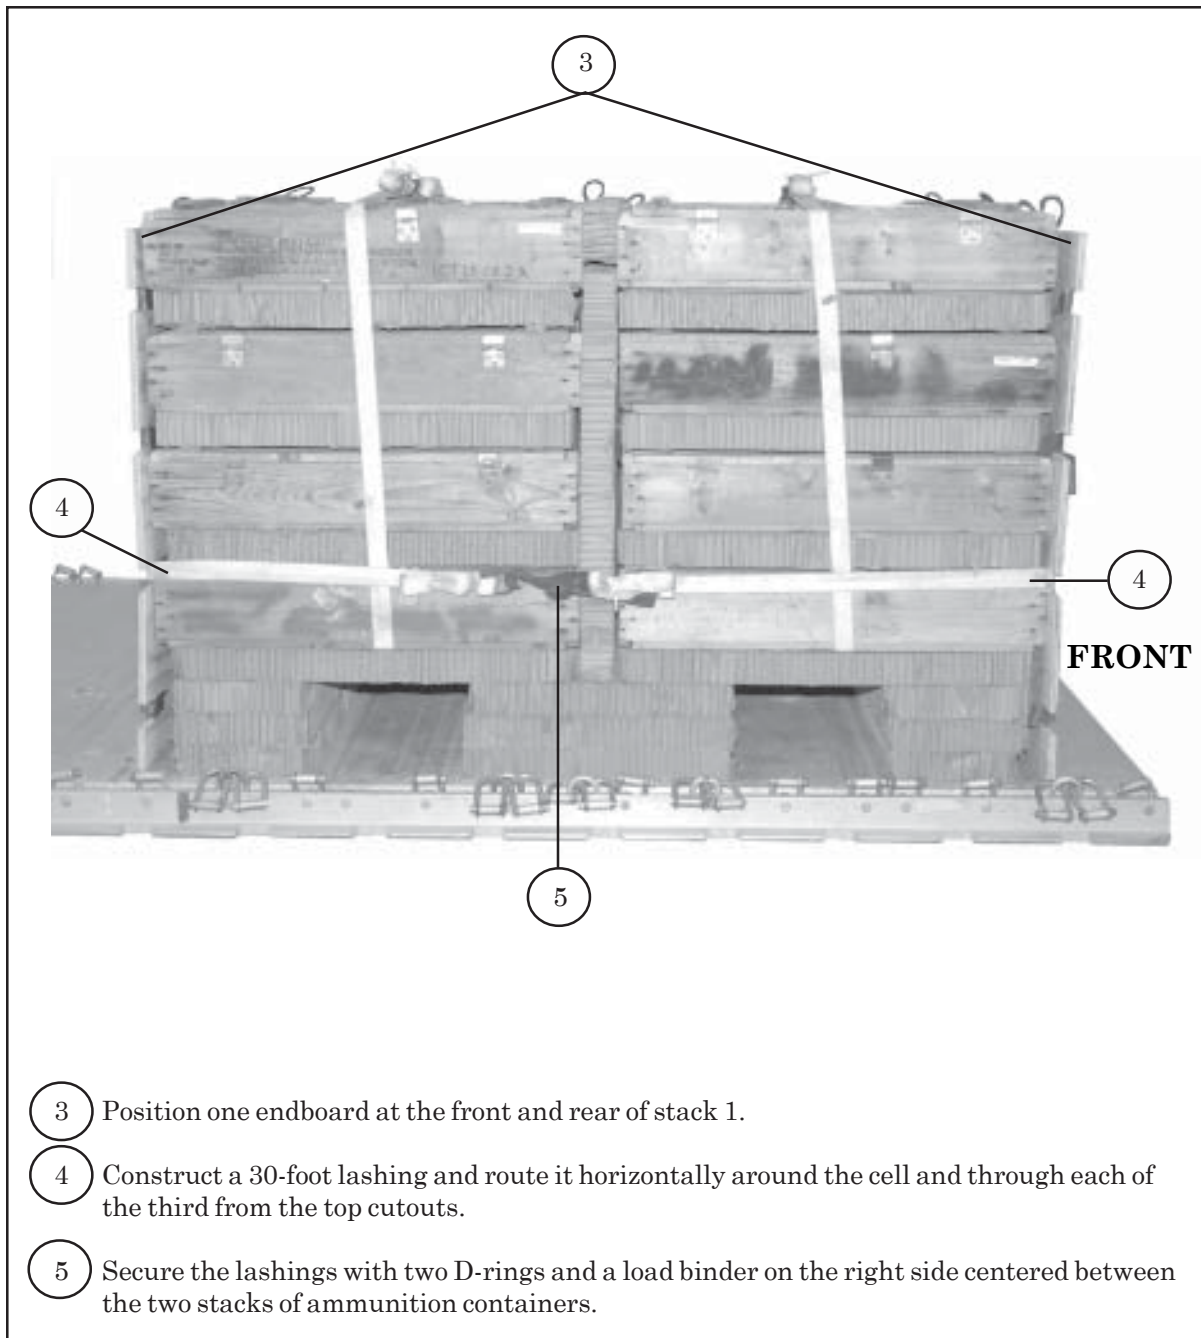 3
4
4
FRONT
5
3 Position one endboard at the front and rear of stack 1.
4 Construct a 30-foot lashing and route it horizontally around the cell and through each of
the third from the top cutouts.
5 Secure the lashings with two D-rings and a load binder on the right side centered between
the two stacks of ammunition containers.